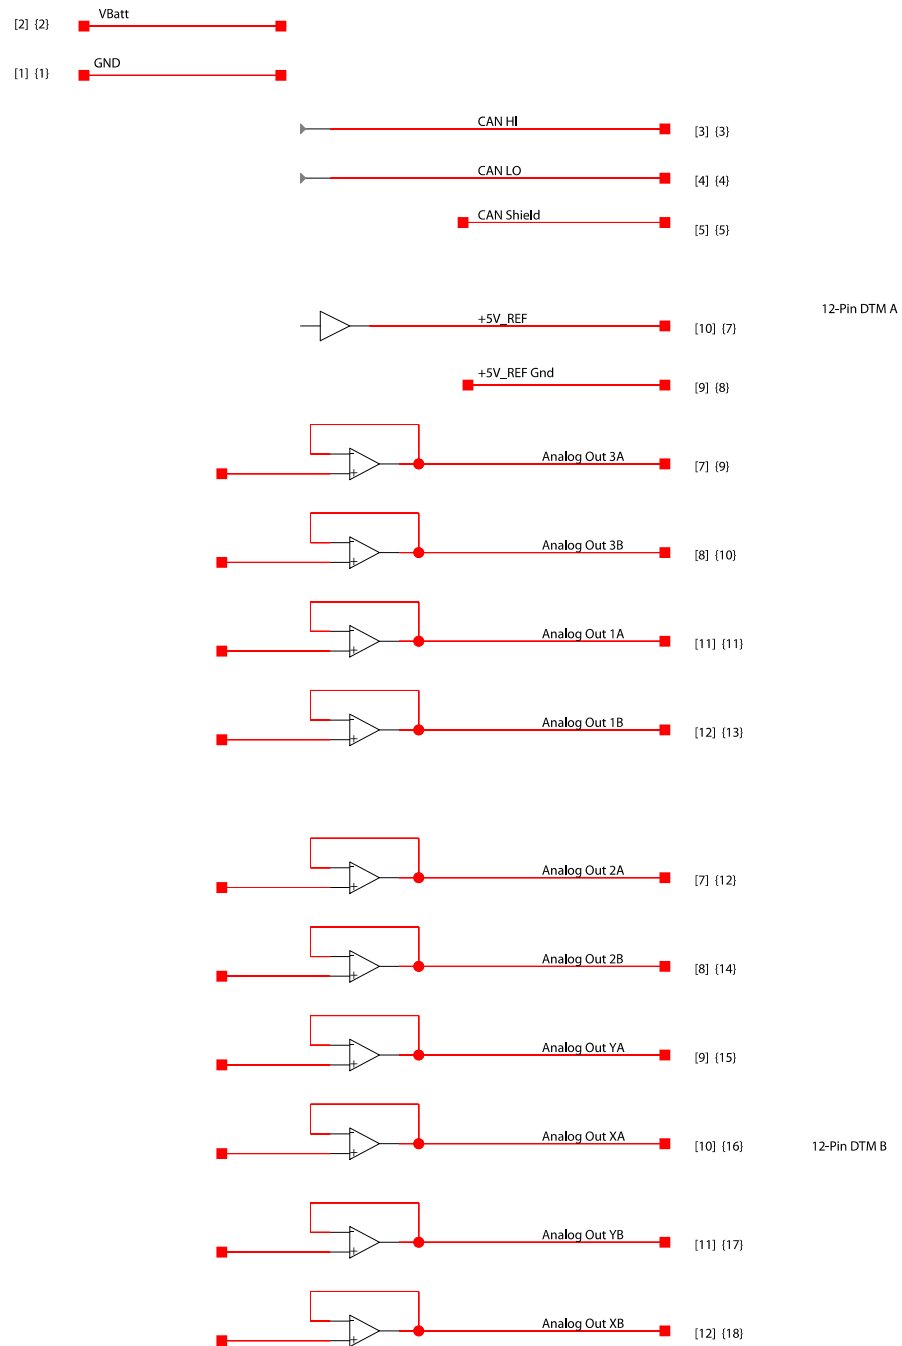 [2] {2} VBatt
[1] {1} GND
CAN HI [3] {3}
CAN LO [4] {4}
CAN Shield [5] {5}
12-Pin DTM A
+5V_REF [10] {7}
+5V_REF Gnd [9] {8}
Analog Out 3A [7] {9}
Analog Out 3B [8] {10}
Analog Out 1A [11] {11}
Analog Out 1B [12] {13}
Analog Out 2A [7] {12}
Analog Out 2B [8] {14}
Analog Out YA [9] {15}
Analog Out XA [10] {16} 12-Pin DTM B
Analog Out YB [11] {17}
Analog Out XB [12] {18}